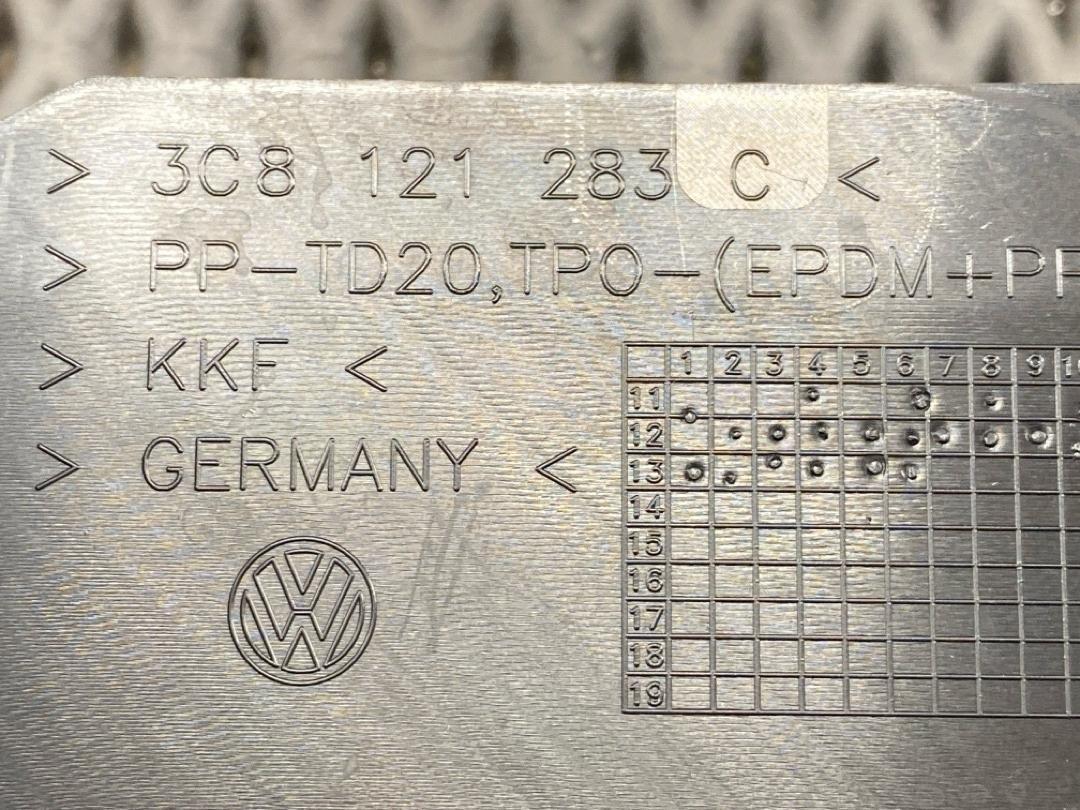 > 3C8 121 283 C <
> PP-TD20,TPO-(EPDM+PP
> KKF <
> GERMANY <
1 2 3 4 5 6 7 8 9 10
11
12
13
14
15
16
17
18
19